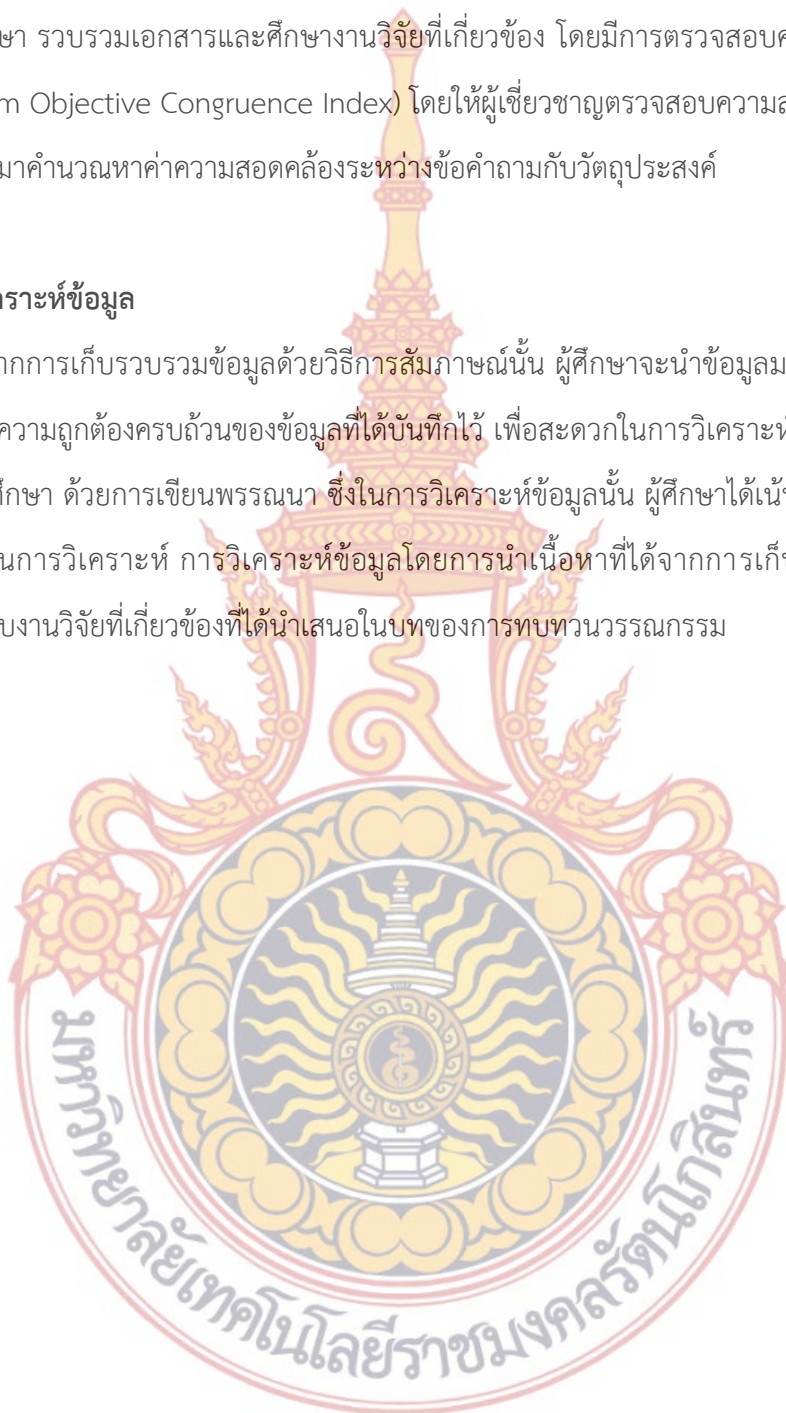 ษา รวบรวมเอกสารและศึกษางานวิจัยที่เกี่ยวข้อง โดยมีการตรวจสอบค
m Objective Congruence Index) โดยให้ผู้เชี่ยวชาญตรวจสอบความส
มาคำนวณหาค่าความสอดคล้องระหว่างข้อคำถามกับวัตถุประสงค์
คราะห์ข้อมูล
ากการเก็บรวบรวมข้อมูลด้วยวิธีการสัมภาษณ์นั้น ผู้ศึกษาจะนำข้อมูลม
ความถูกต้องครบถ้วนของข้อมูลที่ได้บันทึกไว้ เพื่อสะดวกในการวิเคราะห์
ศึกษา ด้วยการเขียนพรรณนา ซึ่งในการวิเคราะห์ข้อมูลนั้น ผู้ศึกษาได้เน้น
นการวิเคราะห์ การวิเคราะห์ข้อมูลโดยการนำเนื้อหาที่ได้จากการเก็บ
บงานวิจัยที่เกี่ยวข้องที่ได้นำเสนอในบทของการทบทวนวรรณกรรม
มหาวิทยาลัยเทคโนโลยีราชมงคลรัตนโกสินทร์